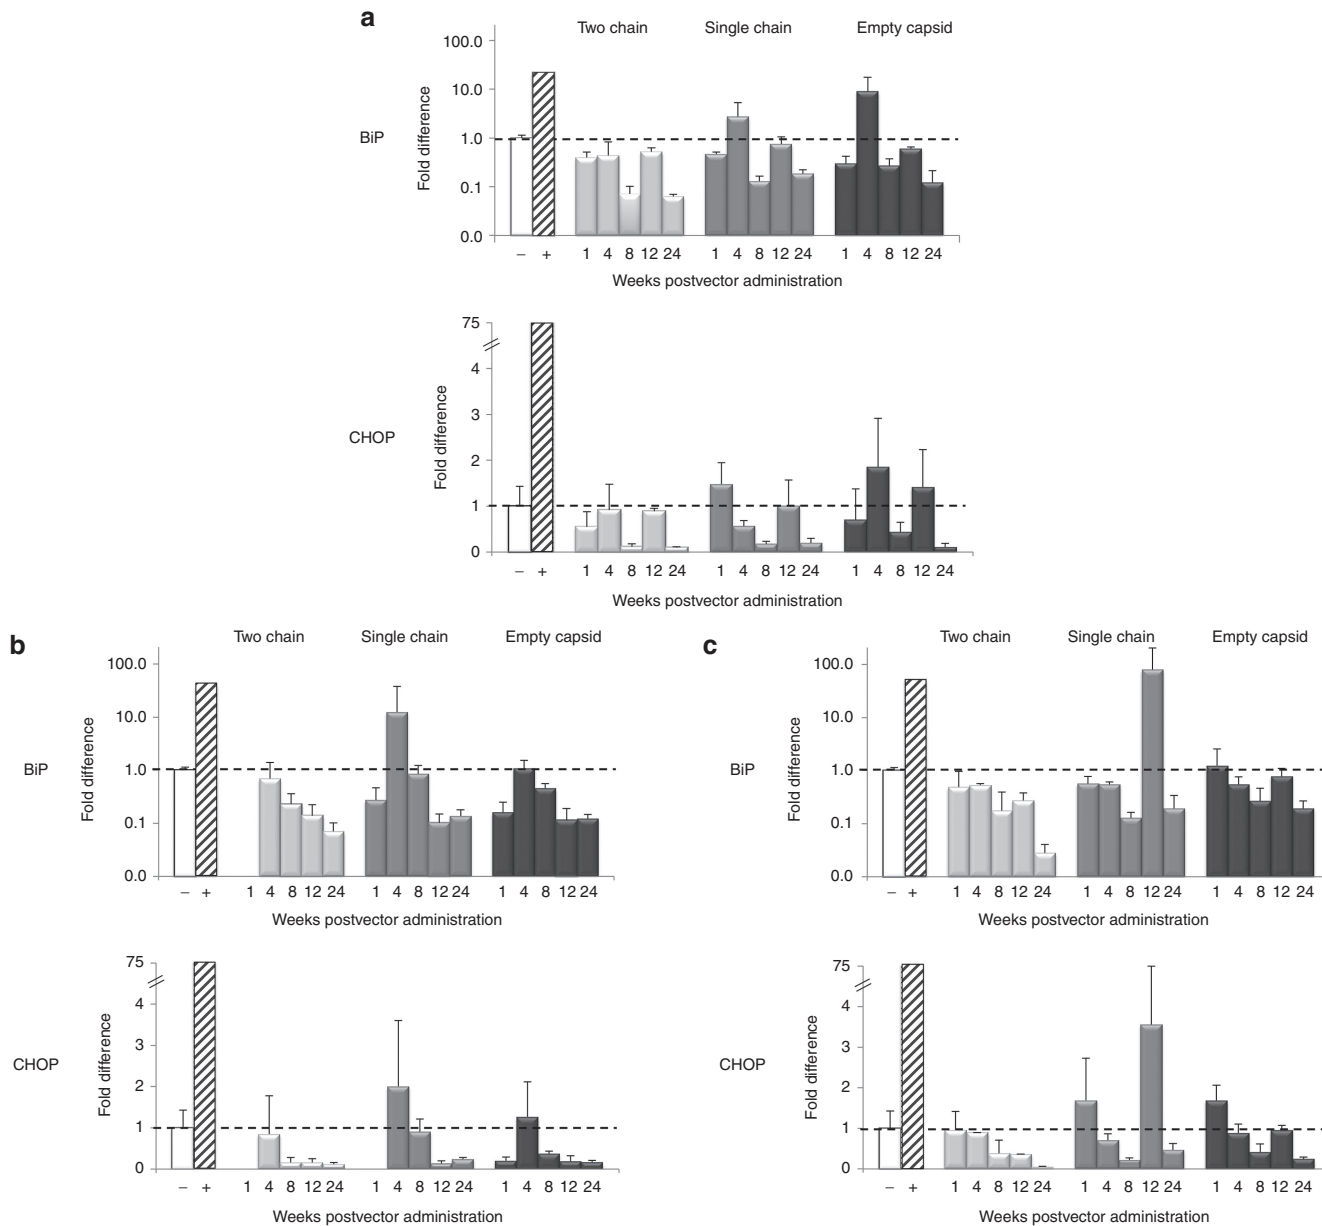 a
Two chain Single chain Empty capsid
100.0
10.0
1.0
0.1
0.0
Fold difference
BiP
– + 1 4 8 12 24 1 4 8 12 24 1 4 8 12 24
Weeks postvector administration
75
4
3
2
1
0
Fold difference
CHOP
– + 1 4 8 12 24 1 4 8 12 24 1 4 8 12 24
Weeks postvector administration
b
Two chain Single chain Empty capsid
100.0
10.0
1.0
0.1
0.0
Fold difference
BiP
– + 1 4 8 12 24 1 4 8 12 24 1 4 8 12 24
Weeks postvector administration
75
4
3
2
1
0
Fold difference
CHOP
– + 1 4 8 12 24 1 4 8 12 24 1 4 8 12 24
Weeks postvector administration
c
Two chain Single chain Empty capsid
100.0
10.0
1.0
0.1
0.0
Fold difference
BiP
– + 1 4 8 12 24 1 4 8 12 24 1 4 8 12 24
Weeks postvector administration
75
4
3
2
1
0
Fold difference
CHOP
– + 1 4 8 12 24 1 4 8 12 24 1 4 8 12 24
Weeks postvector administration